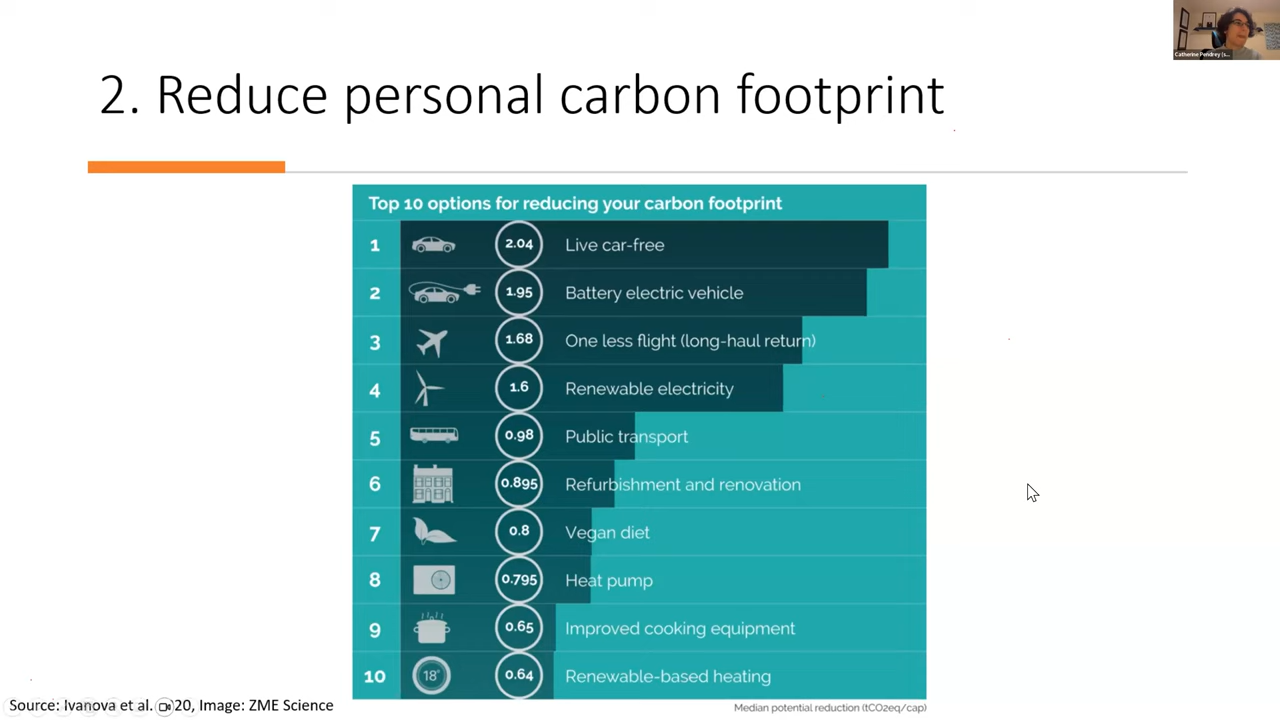 Catherine Pendrey (s...
2. Reduce personal carbon footprint
Top 10 options for reducing your carbon footprint
1 2.04 Live car-free
2 1.95 Battery electric vehicle
3 1.68 One less flight (long-haul return)
4 1.6 Renewable electricity
5 0.98 Public transport
6 0.895 Refurbishment and renovation
7 0.8 Vegan diet
8 0.795 Heat pump
9 0.65 Improved cooking equipment
10 18° 0.64 Renewable-based heating
Median potential reduction (tCO2eq/cap)
Source: Ivanova et al. 20, Image: ZME Science